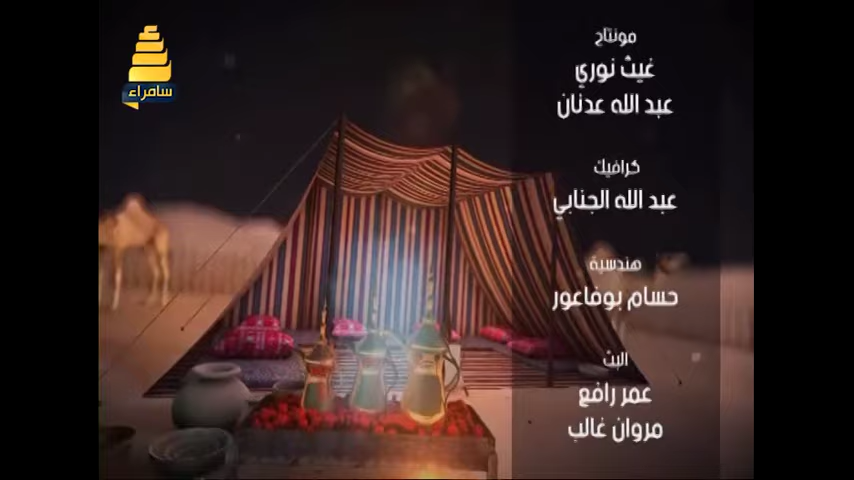 سامراء
مونتاج
غيث نوري
عبد الله عدنان
كرافيك
عبد الله الجنابي
هندسية
حسام بوفاعور
البث
عمر رافع
مروان غالب